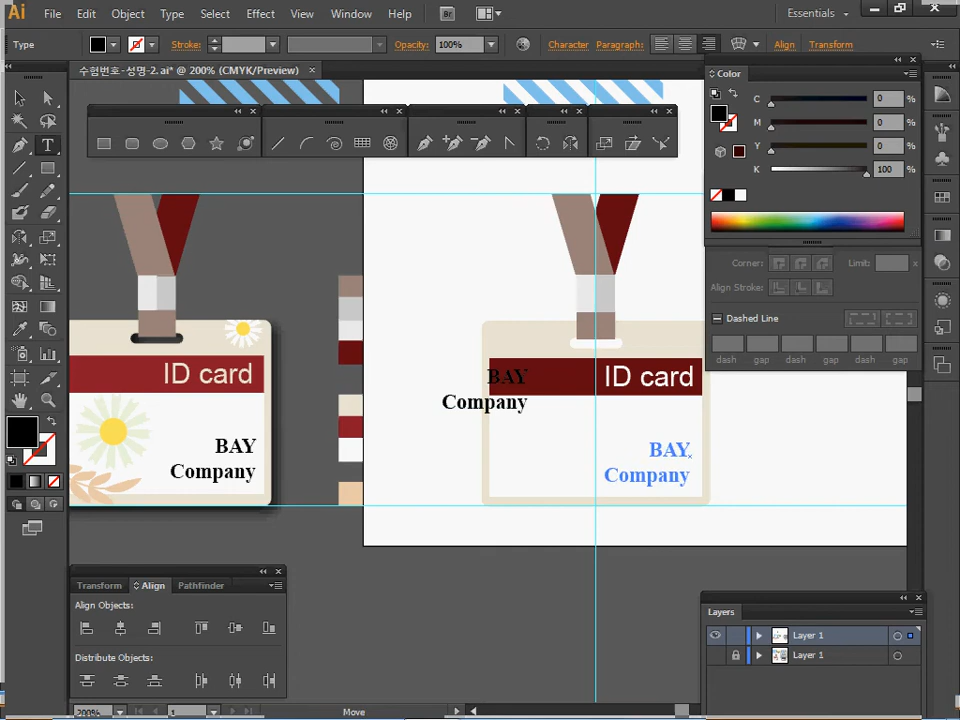 Ai File Edit Object Type Select Effect View Window Help Br Essentials
Type Stroke: Opacity: 100% Character Paragraph: Align Transform
수험번호-성명-2.ai* @ 200% (CMYK/Preview)
Color
C 0 %
M 0 %
Y 0 %
K 100 %
Corner: Limit: x
Align Stroke:
Dashed Line
dash gap dash gap dash gap
ID card
BAY
Company
BAY
Company
ID card
BAY
Company
Transform Align Pathfinder
Align Objects:
Distribute Objects:
Layers
Layer 1
Layer 1
200% 1 Move